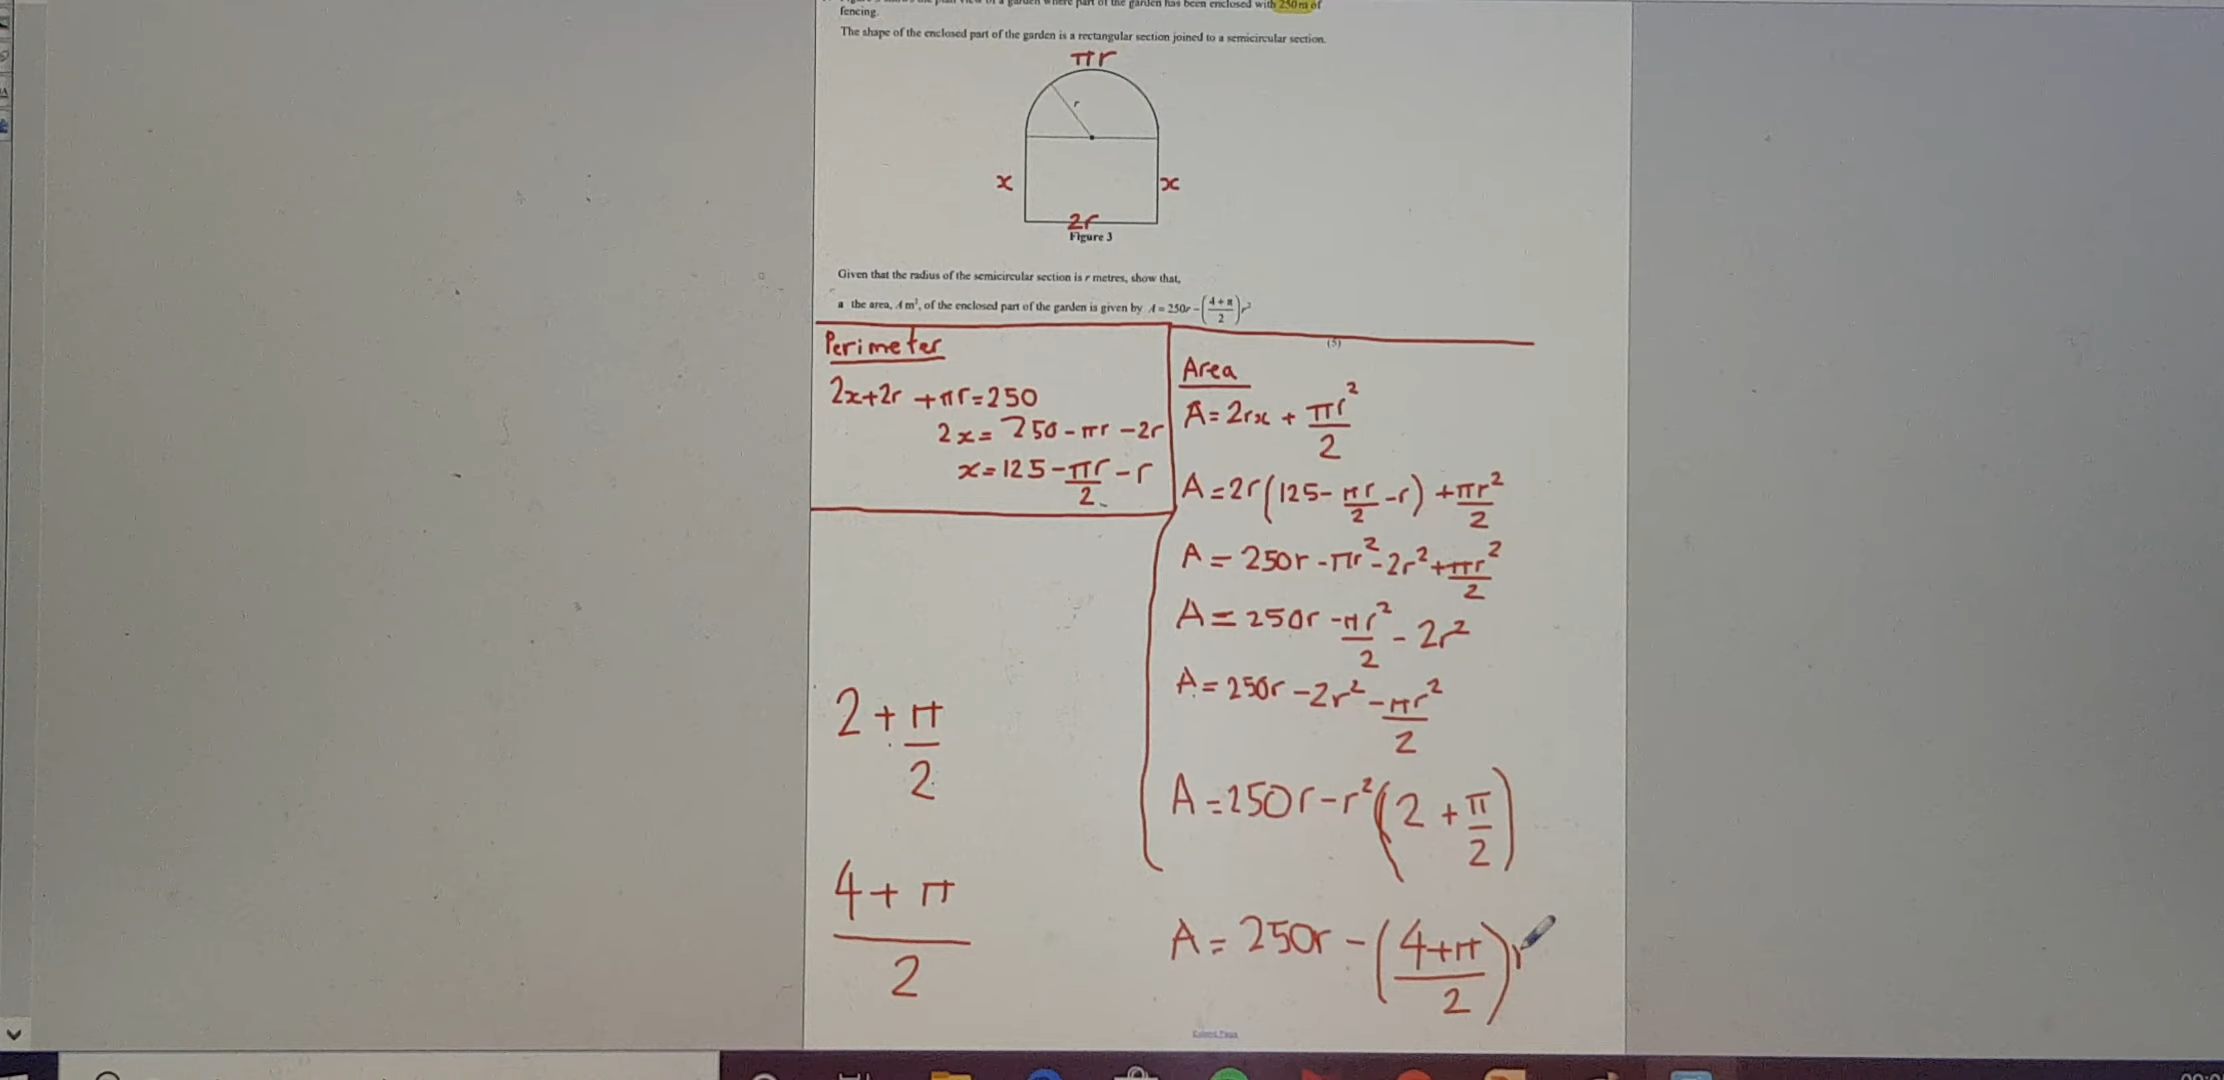 fencing.
The shape of the enclosed part of the garden is a rectangular section joined to a semicircular section.
πr
r
x
x
2r
Figure 3
Given that the radius of the semicircular section is r metres, show that,
a the area, A m², of the enclosed part of the garden is given by A = 250r - ((4+π)/2)r²
(5)
Perimeter
2x+2r +πr=250
2x= 250-πr-2r
x=125-πr/2-r
Area
A=2rx + πr²/2
A=2r(125-πr/2-r)+πr²/2
A=250r-πr²-2r²+πr²/2
A=250r-πr²/2-2r²
A=250r-2r²-πr²/2
A=250r-r²(2+π/2)
A=250r-((4+π)/2)r
2+π/2
(4+π)/2